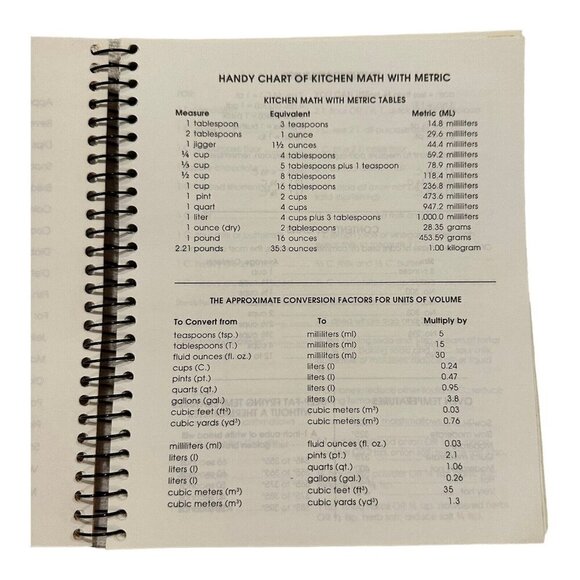 HANDY CHART OF KITCHEN MATH WITH METRIC
KITCHEN MATH WITH METRIC TABLES
Measure Equivalent Metric (ML)
1 tablespoon 3 teaspoons 14.8 milliliters
2 tablespoons 1 ounce 29.6 milliliters
1 jigger 1½ ounces 44.4 milliliters
¼ cup 4 tablespoons 59.2 milliliters
⅓ cup 5 tablespoons plus 1 teaspoon 78.9 milliliters
½ cup 8 tablespoons 118.4 milliliters
1 cup 16 tablespoons 236.8 milliliters
1 pint 2 cups 473.6 milliliters
1 quart 4 cups 947.2 milliliters
1 liter 4 cups plus 3 tablespoons 1,000.0 milliliters
1 ounce (dry) 2 tablespoons 28.35 grams
1 pound 16 ounces 453.59 grams
2.21 pounds 35.3 ounces 1.00 kilogram
THE APPROXIMATE CONVERSION FACTORS FOR UNITS OF VOLUME
To Convert from To Multiply by
teaspoons (tsp.) milliliters (ml) 5
tablespoons (T.) milliliters (ml) 15
fluid ounces (fl. oz.) milliliters (ml) 30
cups (C.) liters (l) 0.24
pints (pt.) liters (l) 0.47
quarts (qt.) liters (l) 0.95
gallons (gal.) liters (l) 3.8
cubic feet (ft³) cubic meters (m³) 0.03
cubic yards (yd³) cubic meters (m³) 0.76
milliliters (ml) fluid ounces (fl. oz.) 0.03
liters (l) pints (pt.) 2.1
liters (l) quarts (qt.) 1.06
liters (l) gallons (gal.) 0.26
cubic meters (m³) cubic feet (ft³) 35
cubic meters (m³) cubic yards (yd³) 1.3